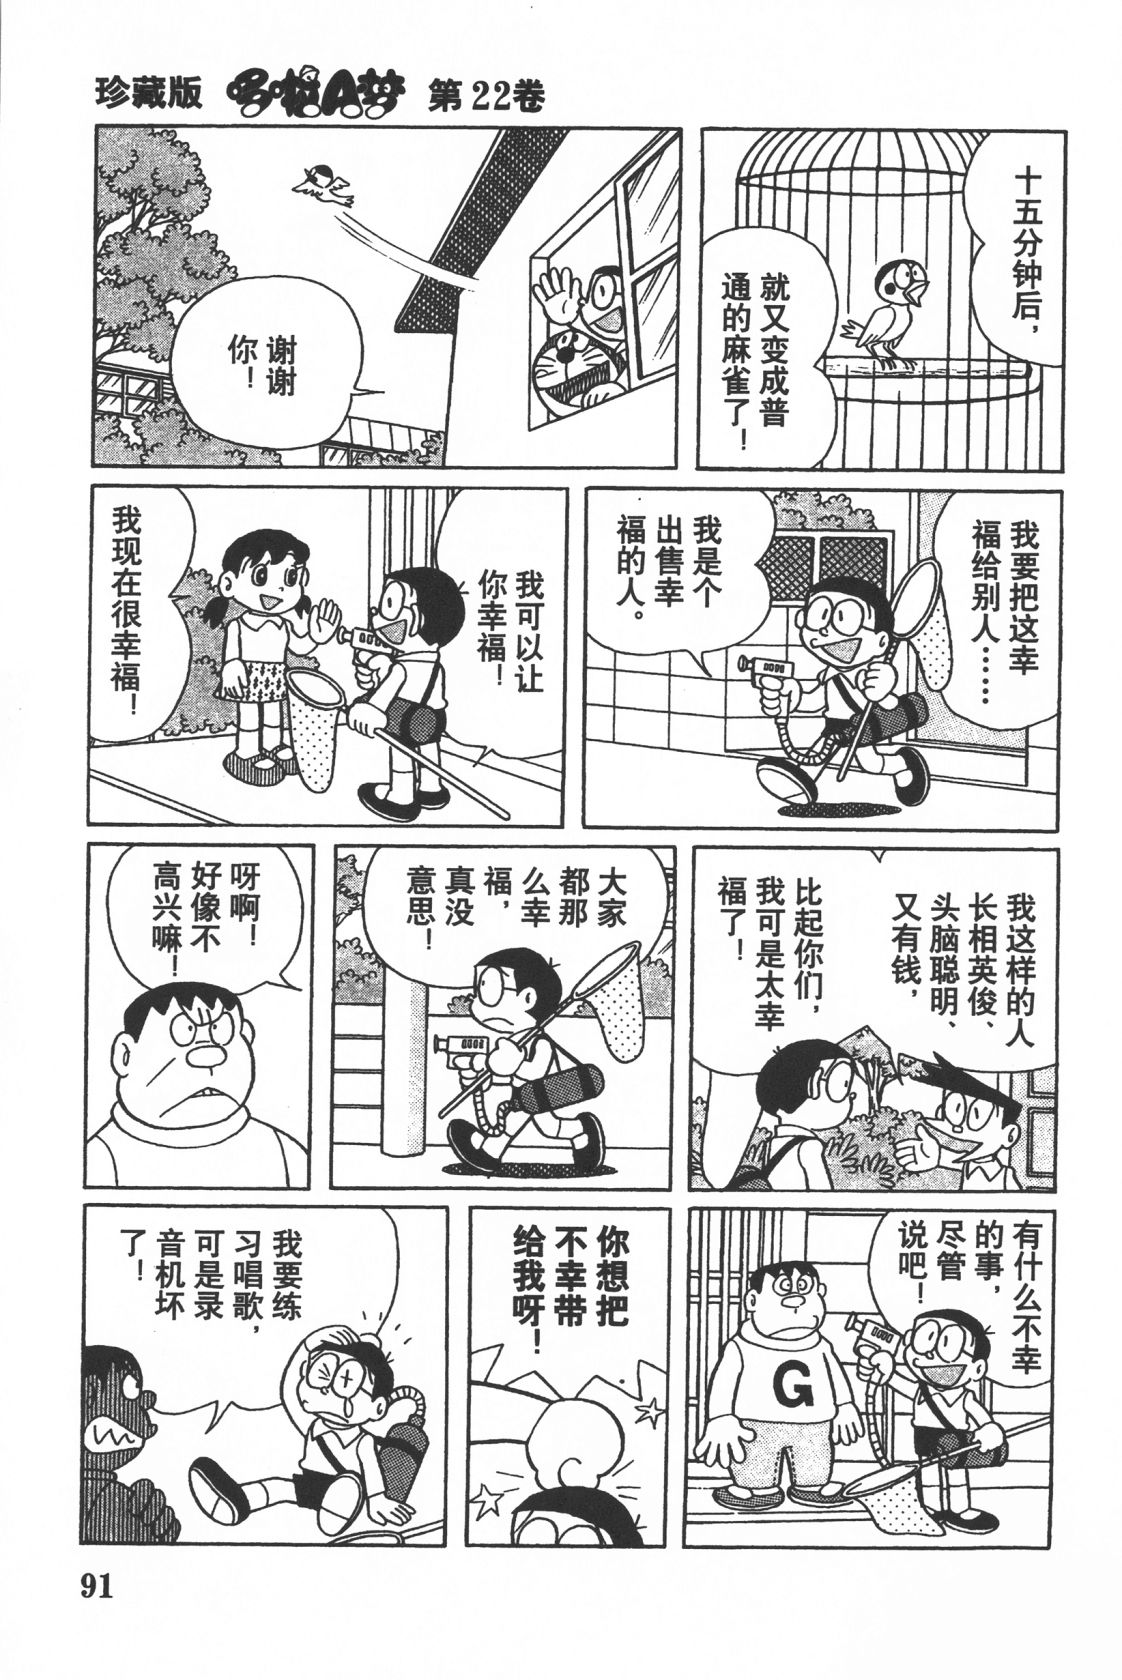 珍藏版 哆啦A梦 第22卷
十五分钟后，
就又变成普
通的麻雀了！
谢谢
你！
我要把这幸
福给别人……
我是个
出售幸
福的人。
我可以让
你幸福！
我现在很幸福！
我这样的人
长相英俊、
头脑聪明、
又有钱，
比起你们，
我可是太幸
福了！
大家
都那
么幸
福，
真没
意思！
呀啊！
好像不
高兴嘛！
有什么不幸
的事，
尽管
说吧！
G
你想把
不幸带
给我呀！
我要练
习唱歌，
可是录
音机坏
了！
91